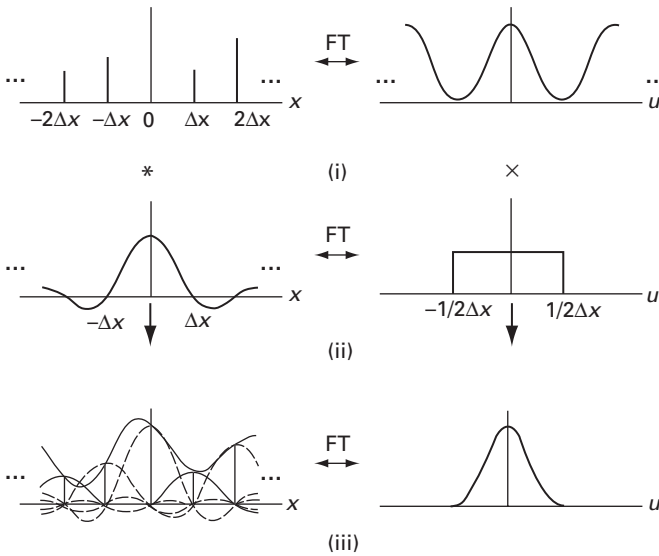 FT
... ... ... ..
x u
−2Δx −Δx 0 Δx 2Δx
(i)
* ×
FT
... ...
x u
−Δx Δx −1/2Δx 1/2Δx
(ii)
FT
... ...
x u
(iii)